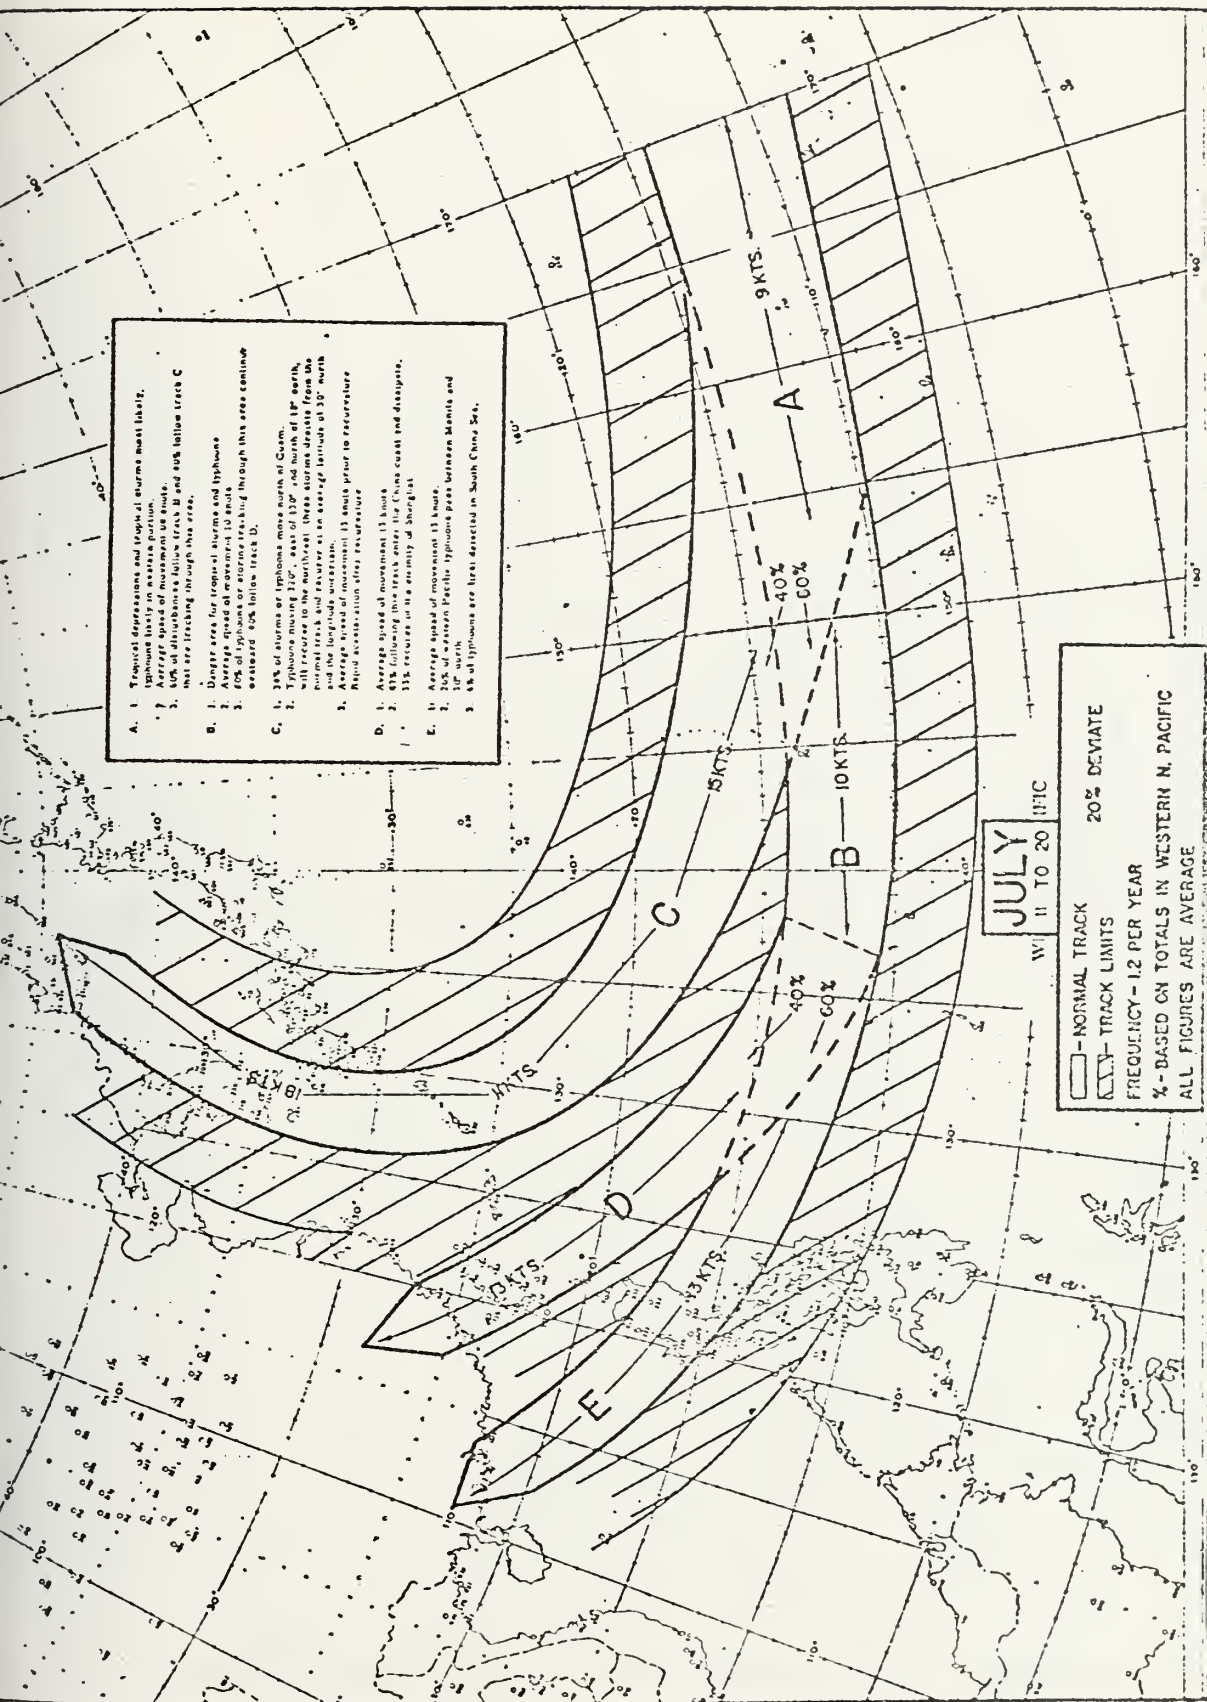 A. 1. Tropical depressions and tropical storms most likely,
typhoons likely in western portion.
2. Average speed of movement 08 knots.
3. 60% of disturbances follow track B and 40% follow track C
that are tracking through this area.
B. 1. Danger area for tropical storms and typhoons
2. Average speed of movement 10 knots
3. 60% of typhoons or storms tracking through this area continue
westward 40% follow track D.
C. 1. 38% of storms or typhoons move north of Guam.
2. Typhoons moving 320°, east of 130° and north of 18° north,
will recurve to the northeast; these storms deviate from the
normal track and recurve at an average latitude of 30° north
and the longitude uncertain.
3. Average speed of movement 13 knots prior to recurvature
Rapid acceleration after recurvature
D. 1. Average speed of movement 13 knots
2. 67% following this track enter the China coast and dissipate.
33% recurves in the vicinity of Shanghai
E. 1. Average speed of movement 13 knots.
2. 26% of western Pacific typhoons pass between Manila and
20° north
3. 6% of typhoons are first detected in South China Sea.
A
9 KTS.
40%
60%
B
10 KTS.
C
15 KTS.
11 KTS.
18 KTS.
40%
60%
D
13 KTS.
E
13 KTS.
JULY
11 TO 20
-NORMAL TRACK
-TRACK LIMITS 20% DEVIATE
FREQUENCY-1.2 PER YEAR
%-BASED ON TOTALS IN WESTERN N. PACIFIC
ALL FIGURES ARE AVERAGE